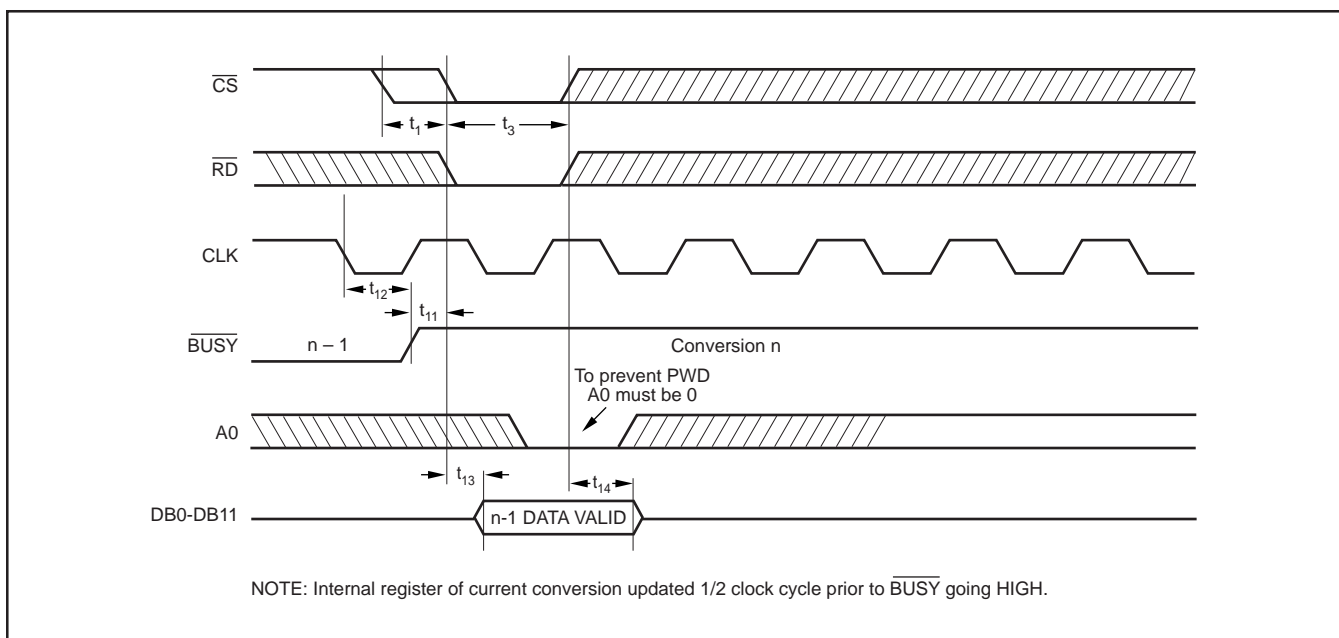 CS
t1
t3
RD
CLK
t12
t11
BUSY
n – 1
Conversion n
To prevent PWD
A0 must be 0
A0
t13
t14
DB0-DB11
n-1 DATA VALID
NOTE: Internal register of current conversion updated 1/2 clock cycle prior to BUSY going HIGH.